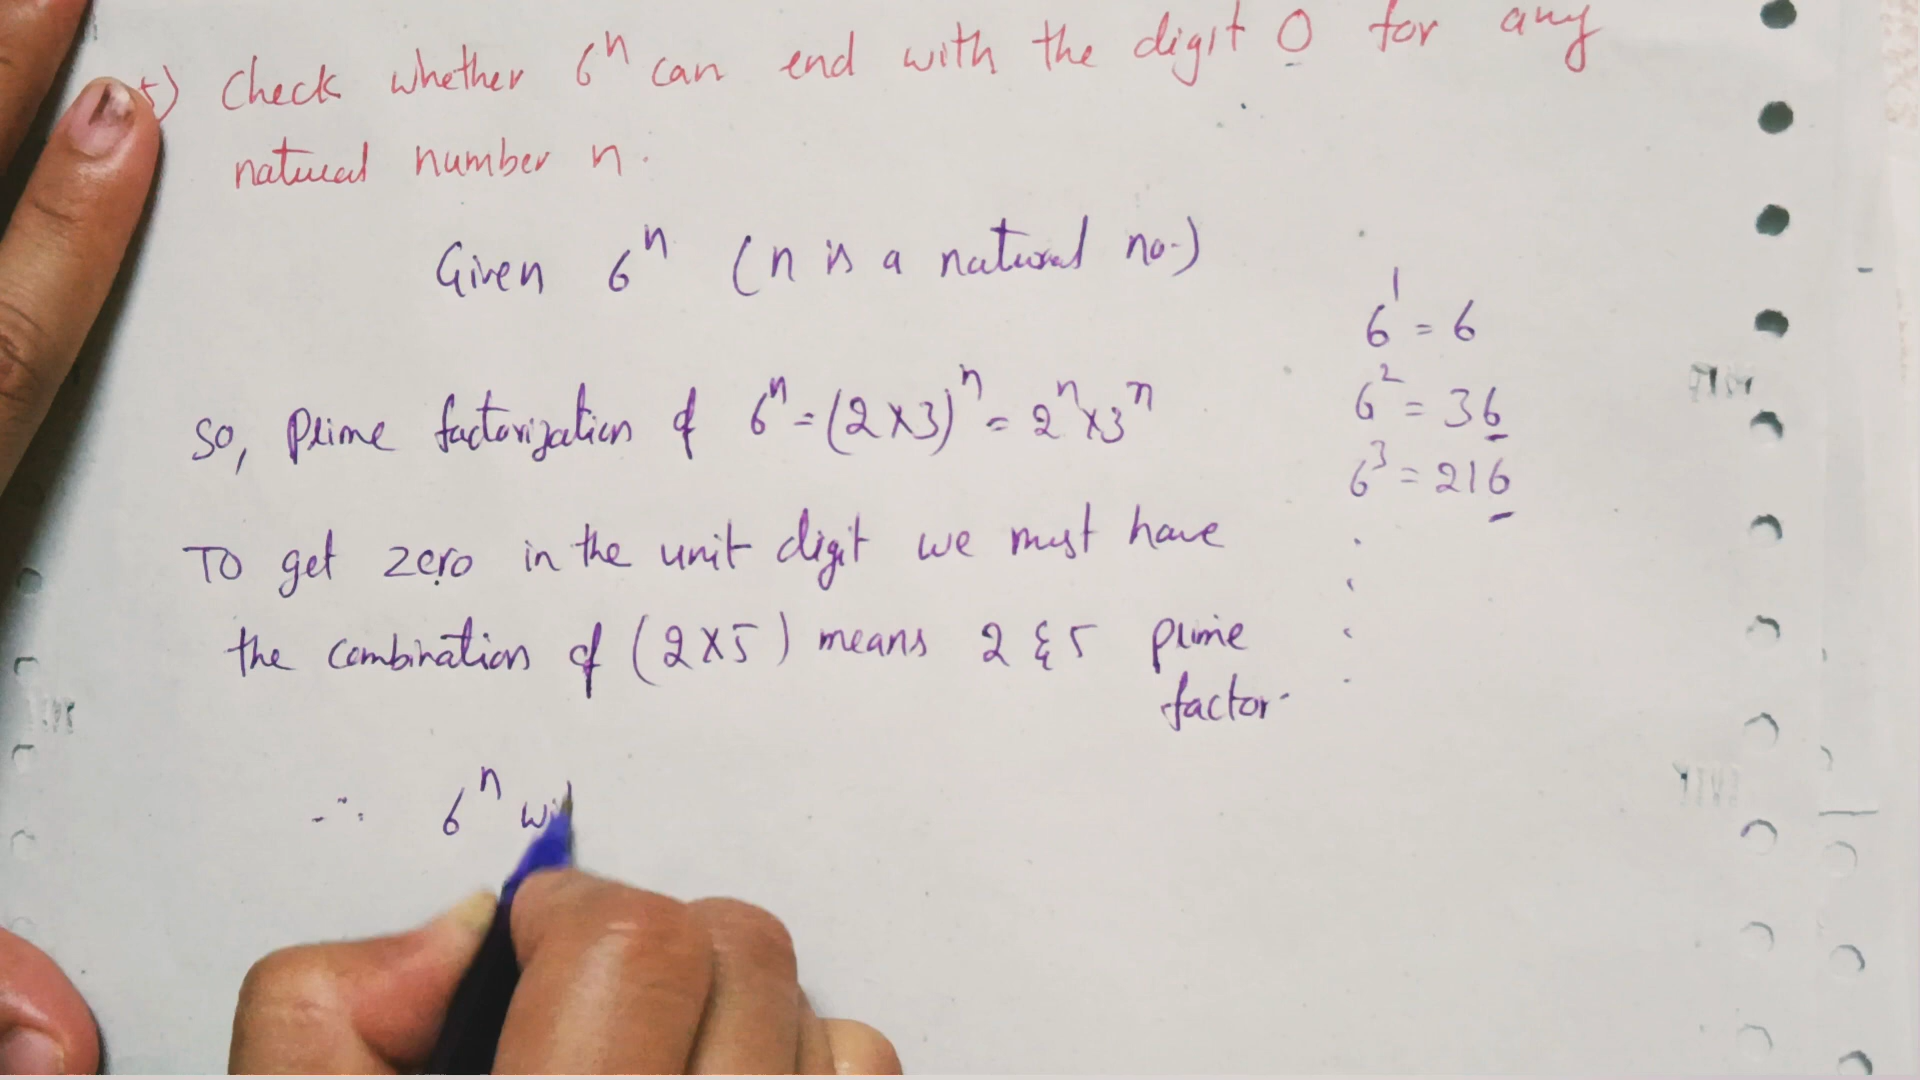 5) Check whether 6ⁿ can end with the digit 0 for any
natural number n.
Given 6ⁿ (n is a natural no.)
6¹ = 6
6² = 36
6³ = 216
So, Prime factorization of 6ⁿ = (2×3)ⁿ = 2ⁿ×3ⁿ
To get zero in the unit digit we must have
the combination of (2×5) means 2 & 5 prime
factor.
∴ 6ⁿ wi